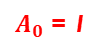 A₀ = I